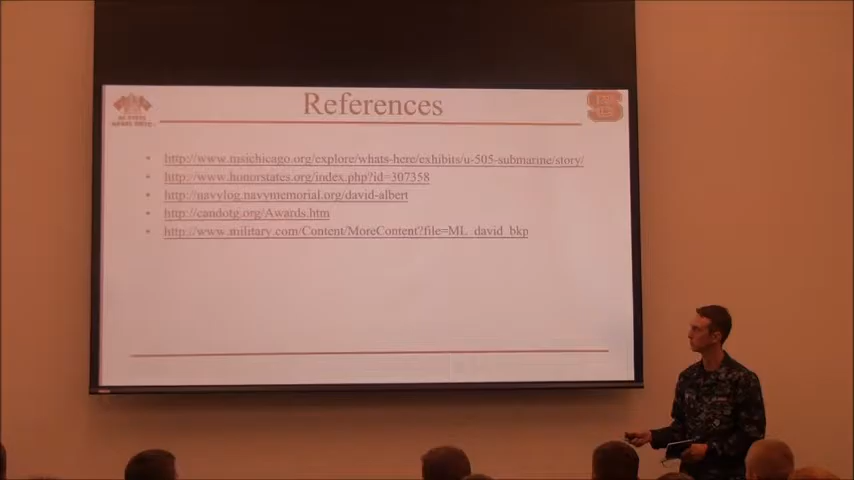 References
• http://www.msichicago.org/explore/whats-here/exhibits/u-505-submarine/story/
• http://www.honorstates.org/index.php?id=307358
• http://navylog.navymemorial.org/david-albert
• http://candotg.org/Awards.htm
• http://www.military.com/Content/MoreContent?file=ML_david_bkp